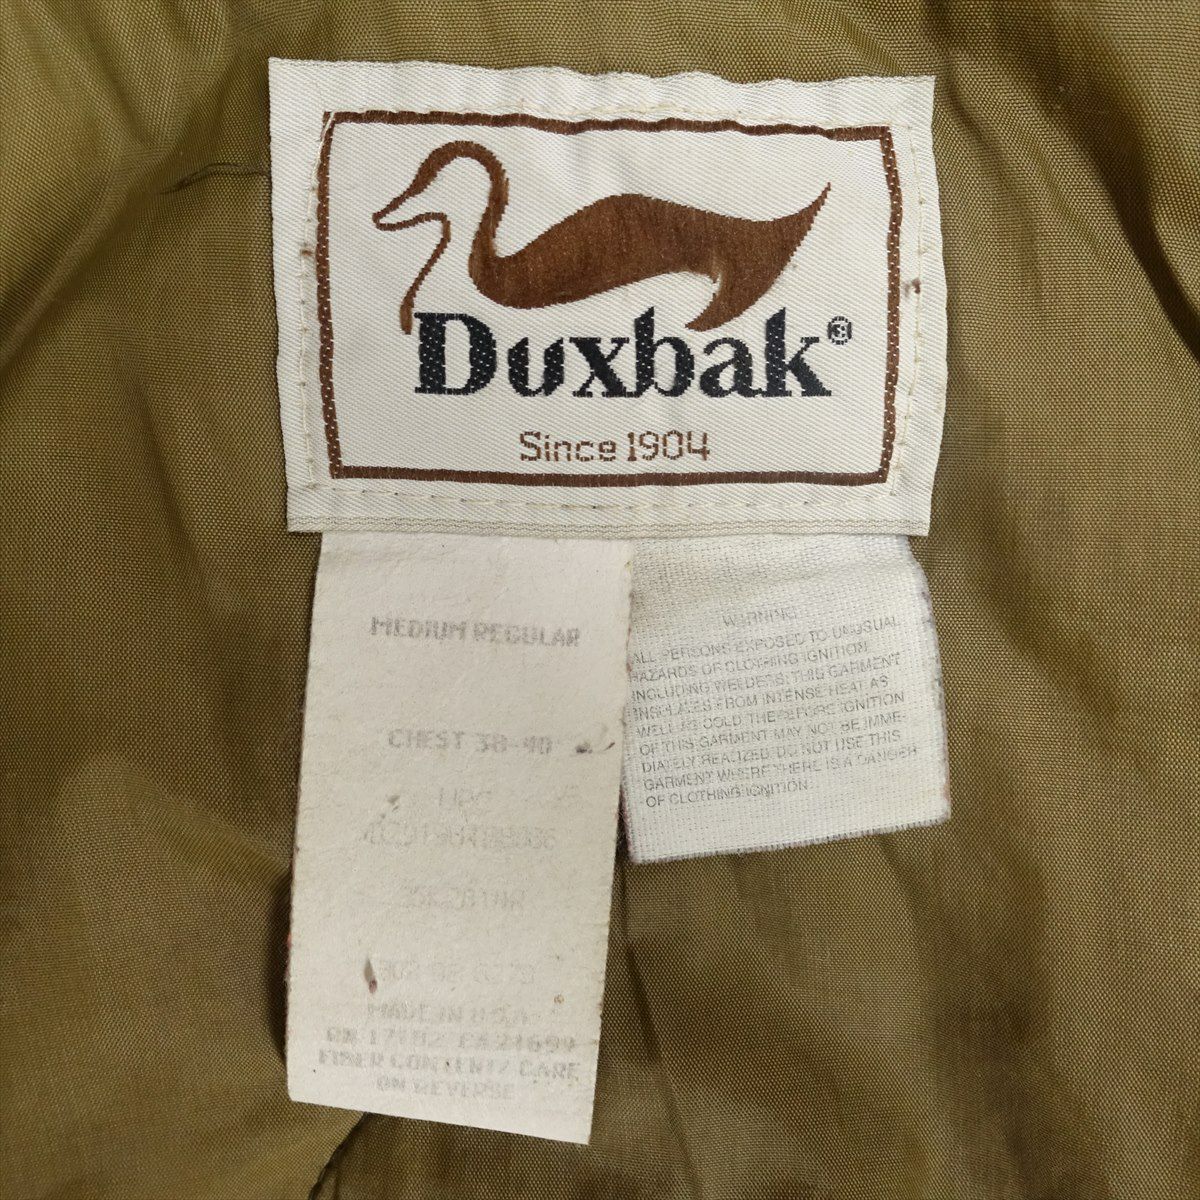 Duxbak®
Since 1904
MEDIUM REGULAR
CHEST 38-40
MADE IN U.S.A.
FIBER CONTENT/ CARE
ON REVERSE
WARNING:
ALL PERSONS EXPOSED TO UNUSUAL
HAZARDS OF CLOTHING IGNITION
INCLUDING WELDERS: THIS GARMENT
INSULATES FROM INTENSE HEAT AS
WELL AS COLD THEREFORE IGNITION
OF THIS GARMENT MAY NOT BE IMME-
DIATELY REALIZED. DO NOT USE THIS
GARMENT WHERE THERE IS A DANGER
OF CLOTHING IGNITION.